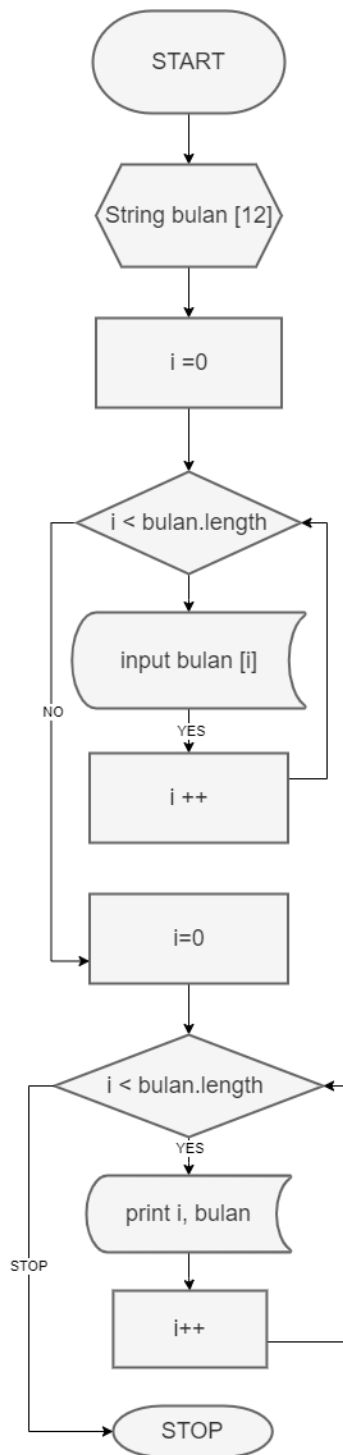 START
String bulan [12]
i =0
i < bulan.length
input bulan [i]
NO
YES
i ++
i=0
i < bulan.length
YES
print i, bulan
STOP
i++
STOP